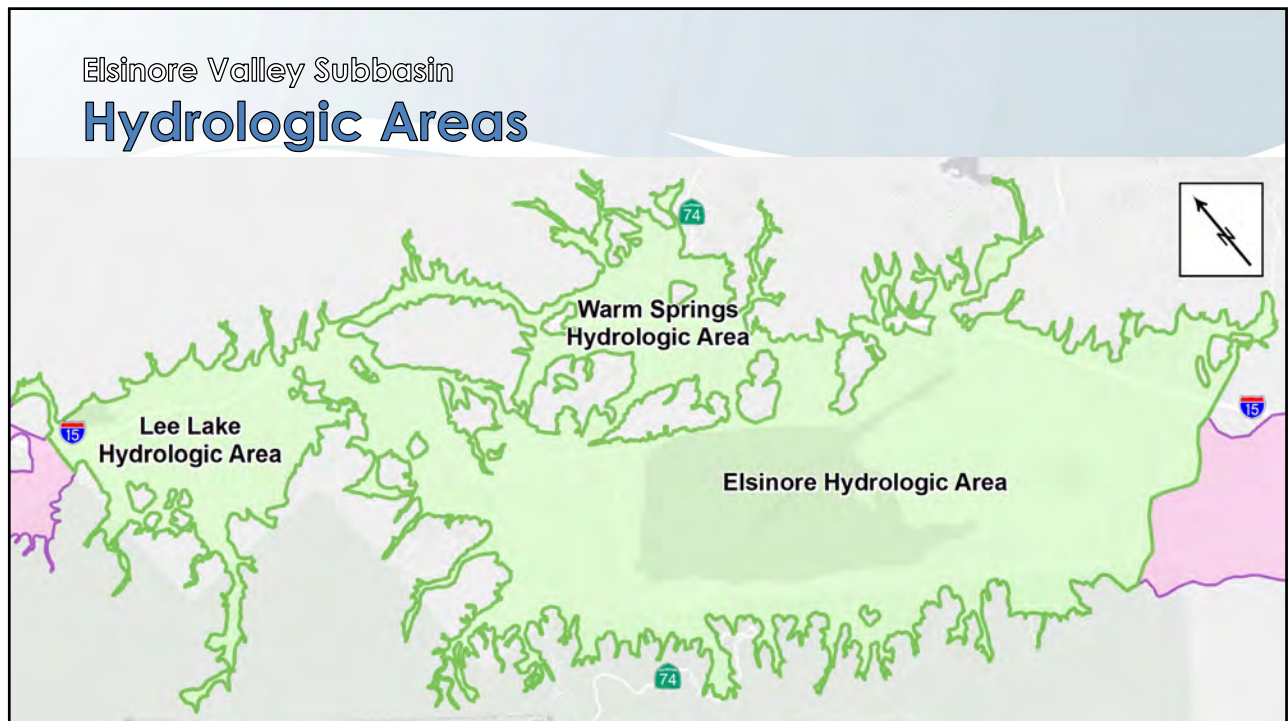 Elsinore Valley Subbasin
Hydrologic Areas
74
N
Warm Springs
Hydrologic Area
15
Lee Lake
Hydrologic Area
15
Elsinore Hydrologic Area
74